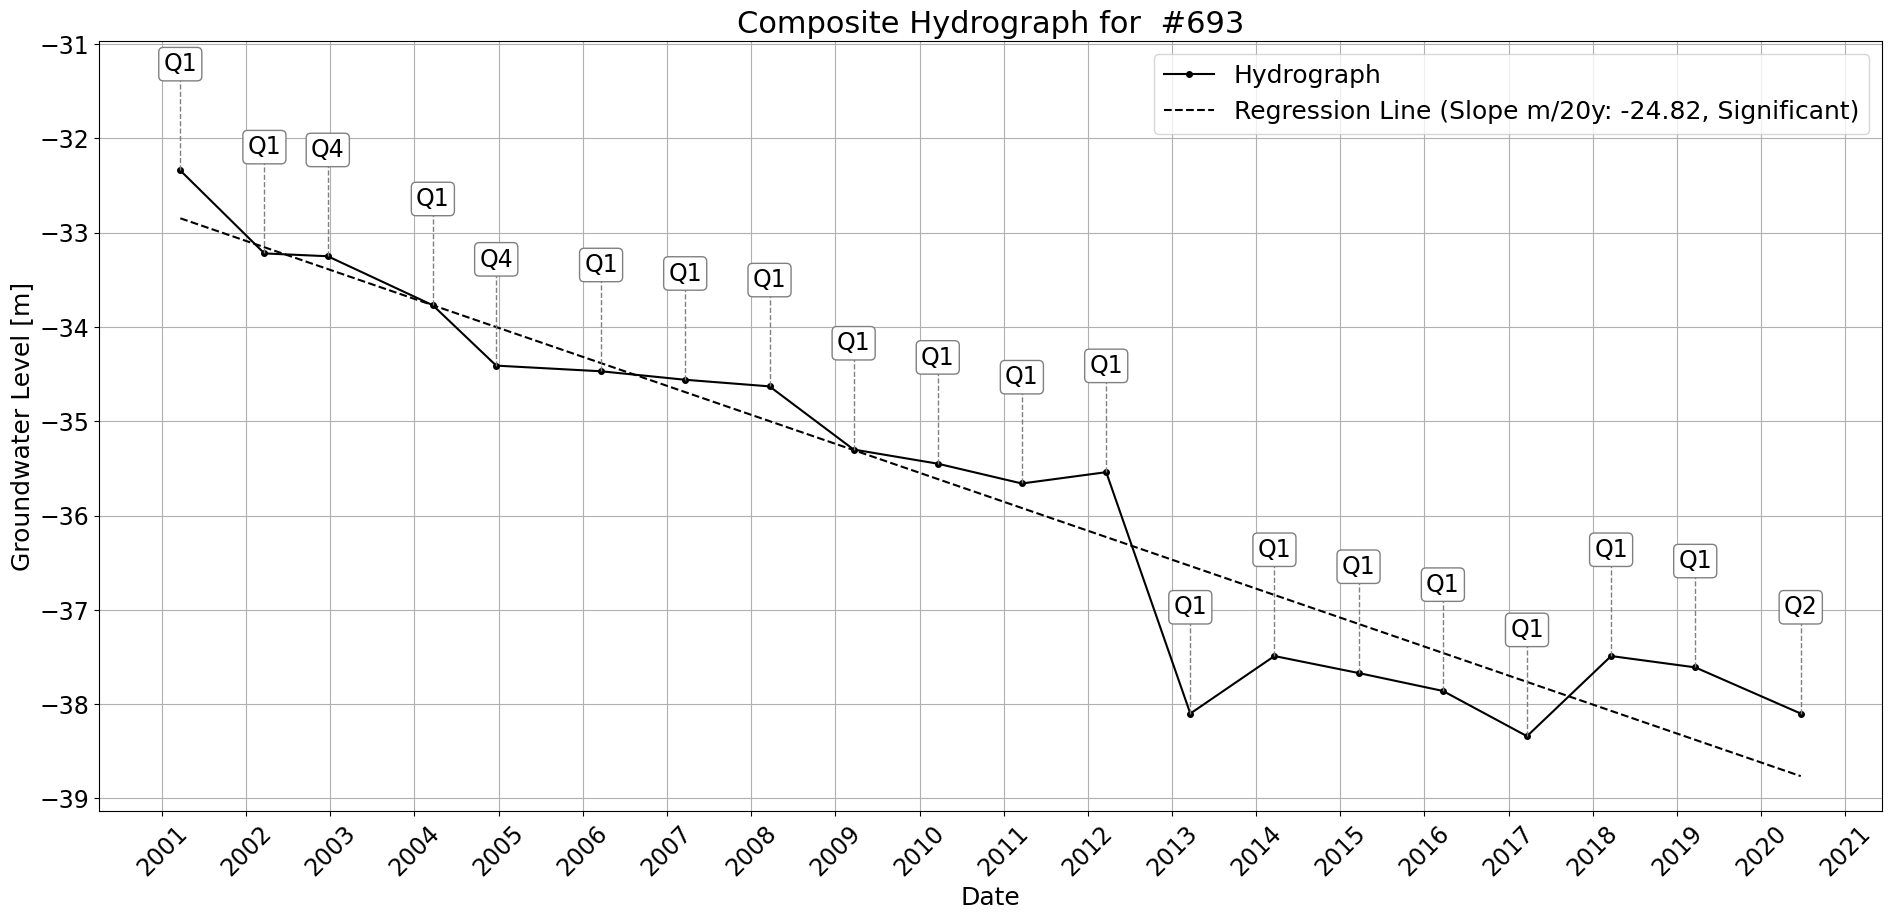 Composite Hydrograph for  #693
Hydrograph
Regression Line (Slope m/20y: -24.82, Significant)
Groundwater Level [m]
−31
−32
−33
−34
−35
−36
−37
−38
−39
Q1
Q1
Q4
Q1
Q4
Q1
Q1
Q1
Q1
Q1
Q1
Q1
Q1
Q1
Q1
Q1
Q1
Q1
Q1
Q2
2001
2002
2003
2004
2005
2006
2007
2008
2009
2010
2011
2012
2013
2014
2015
2016
2017
2018
2019
2020
2021
Date